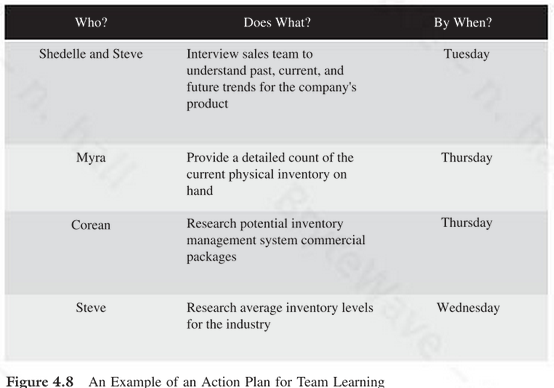 Who? Does What? By When?
Shedelle and Steve Interview sales team to Tuesday
understand past, current, and
future trends for the company's
product
Myra Provide a detailed count of the Thursday
current physical inventory on
hand
Corean Research potential inventory Thursday
management system commercial
packages
Steve Research average inventory levels Wednesday
for the industry
Figure 4.8 An Example of an Action Plan for Team Learning